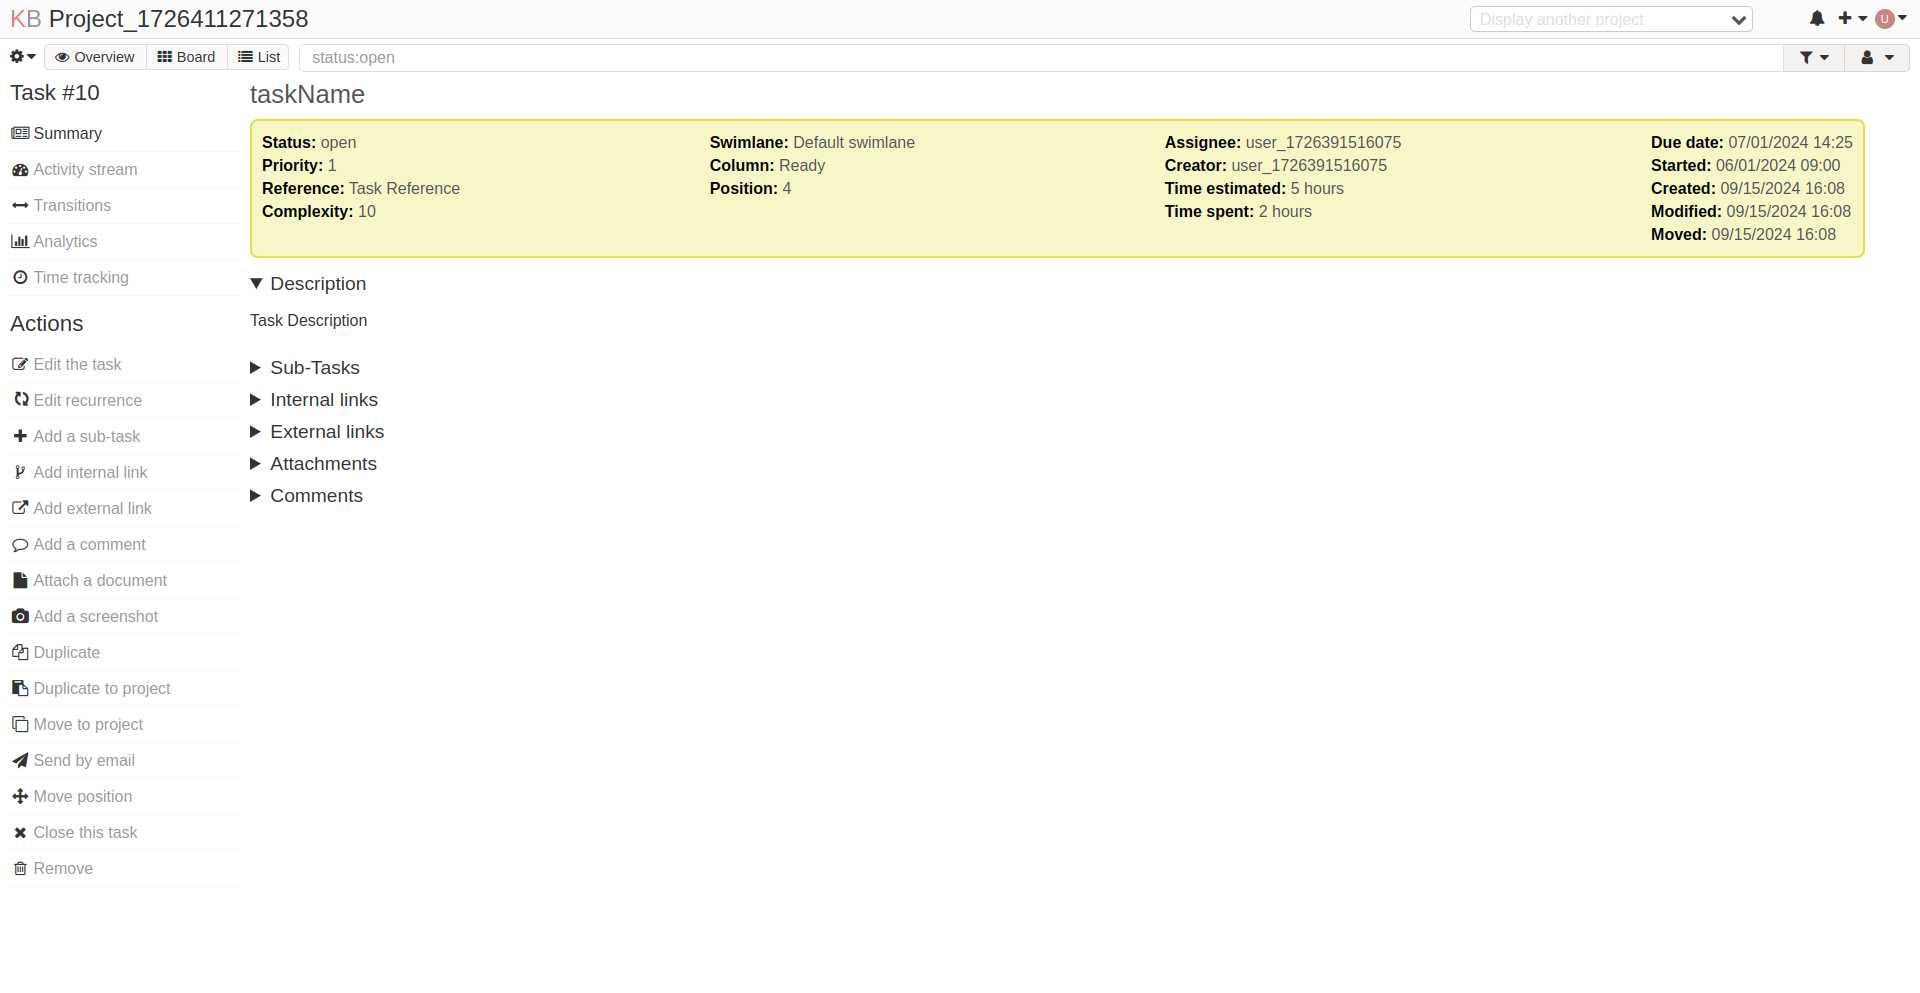 KB Project_1726411271358
Display another project
U
Overview
Board
List
status:open
Task #10
Summary
Activity stream
Transitions
Analytics
Time tracking
Actions
Edit the task
Edit recurrence
Add a sub-task
Add internal link
Add external link
Add a comment
Attach a document
Add a screenshot
Duplicate
Duplicate to project
Move to project
Send by email
Move position
Close this task
Remove
taskName
Status: open
Priority: 1
Reference: Task Reference
Complexity: 10
Swimlane: Default swimlane
Column: Ready
Position: 4
Assignee: user_1726391516075
Creator: user_1726391516075
Time estimated: 5 hours
Time spent: 2 hours
Due date: 07/01/2024 14:25
Started: 06/01/2024 09:00
Created: 09/15/2024 16:08
Modified: 09/15/2024 16:08
Moved: 09/15/2024 16:08
Description
Task Description
Sub-Tasks
Internal links
External links
Attachments
Comments